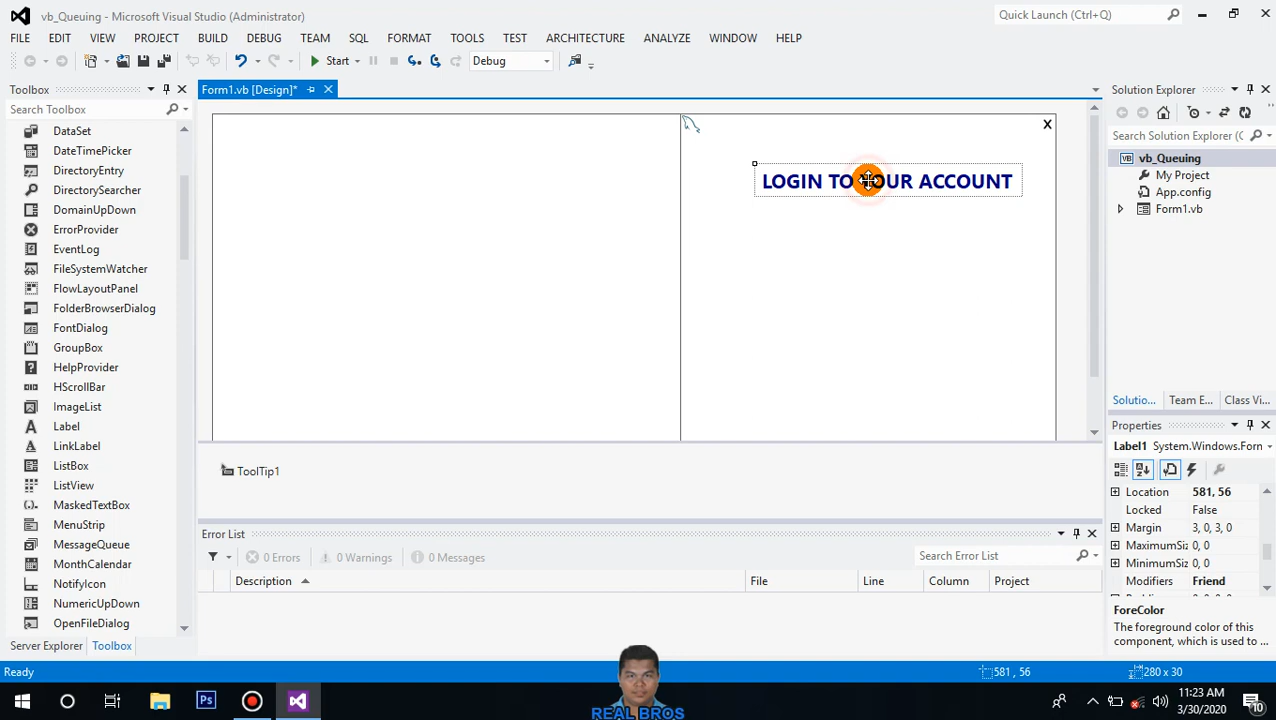 vb_Queuing - Microsoft Visual Studio (Administrator)
Quick Launch (Ctrl+Q)
FILE EDIT VIEW PROJECT BUILD DEBUG TEAM SQL FORMAT TOOLS TEST ARCHITECTURE ANALYZE WINDOW HELP
Start
Debug
Toolbox
Search Toolbox
DataSet
DateTimePicker
DirectoryEntry
DirectorySearcher
DomainUpDown
ErrorProvider
EventLog
FileSystemWatcher
FlowLayoutPanel
FolderBrowserDialog
FontDialog
GroupBox
HelpProvider
HScrollBar
ImageList
Label
LinkLabel
ListBox
ListView
MaskedTextBox
MenuStrip
MessageQueue
MonthCalendar
NotifyIcon
NumericUpDown
OpenFileDialog
Server Explorer Toolbox
Form1.vb [Design]*
X
LOGIN TO YOUR ACCOUNT
ToolTip1
Error List
0 Errors 0 Warnings 0 Messages
Search Error List
Description File Line Column Project
Solution Explorer
Search Solution Explorer (Ctrl
vb_Queuing
My Project
App.config
Form1.vb
Solutio... Team E... Class Vi...
Properties
Label1 System.Windows.Forn
Location 581, 56
Locked False
Margin 3, 0, 3, 0
MaximumSiz 0, 0
MinimumSiz 0, 0
Modifiers Friend
ForeColor
The foreground color of this
component, which is used to ...
Ready
581 , 56
280 x 30
Ps
11:23 AM
3/30/2020
10
REAL BROS